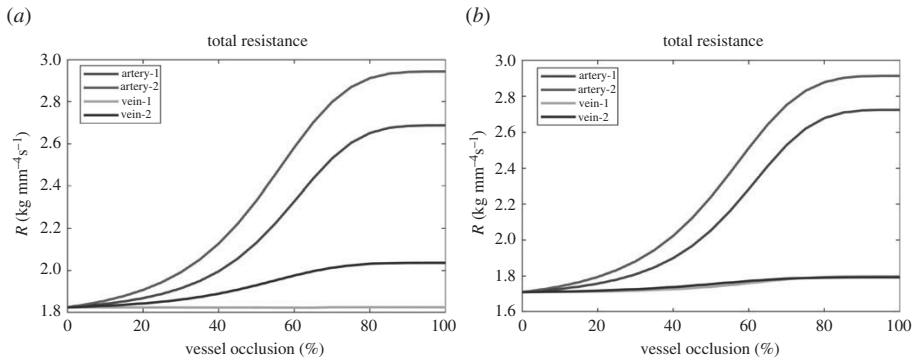 (a)
total resistance
3.0
2.8
2.6
2.4
2.2
2.0
1.8
R (kg mm–4s–1)
artery-1
artery-2
vein-1
vein-2
0 20 40 60 80 100
vessel occlusion (%)
(b)
total resistance
3.0
2.8
2.6
2.4
2.2
2.0
1.8
1.6
R (kg mm–4s–1)
artery-1
artery-2
vein-1
vein-2
0 20 40 60 80 100
vessel occlusion (%)